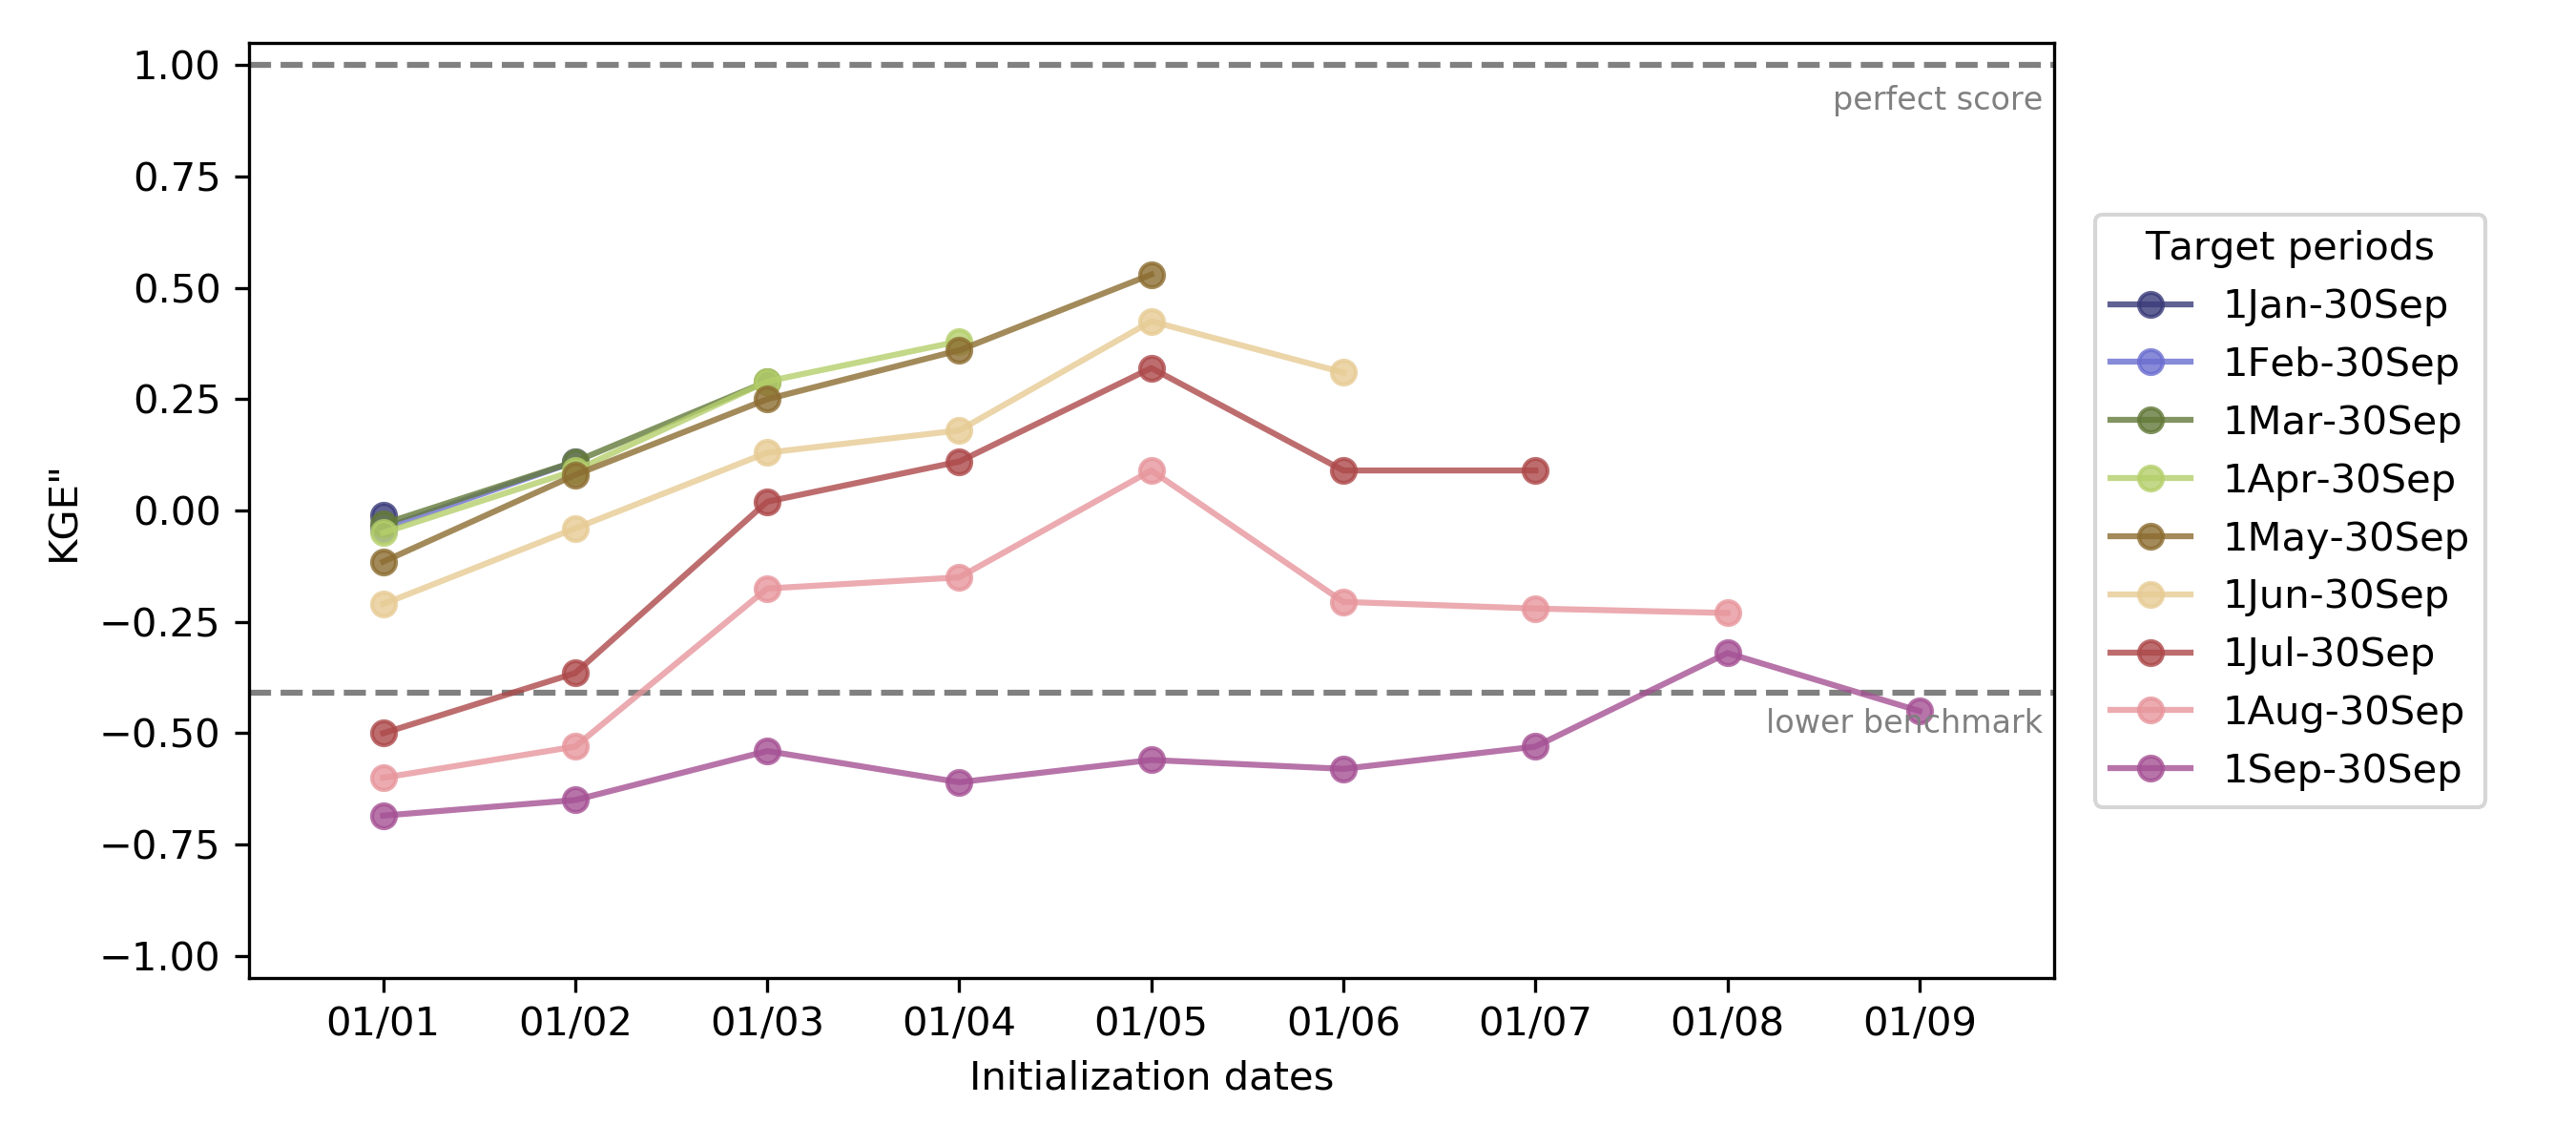 1.00
0.75
0.50
0.25
0.00
−0.25
−0.50
−0.75
−1.00
KGE"
perfect score
lower benchmark
01/01 01/02 01/03 01/04 01/05 01/06 01/07 01/08 01/09
Initialization dates
Target periods
1Jan-30Sep
1Feb-30Sep
1Mar-30Sep
1Apr-30Sep
1May-30Sep
1Jun-30Sep
1Jul-30Sep
1Aug-30Sep
1Sep-30Sep